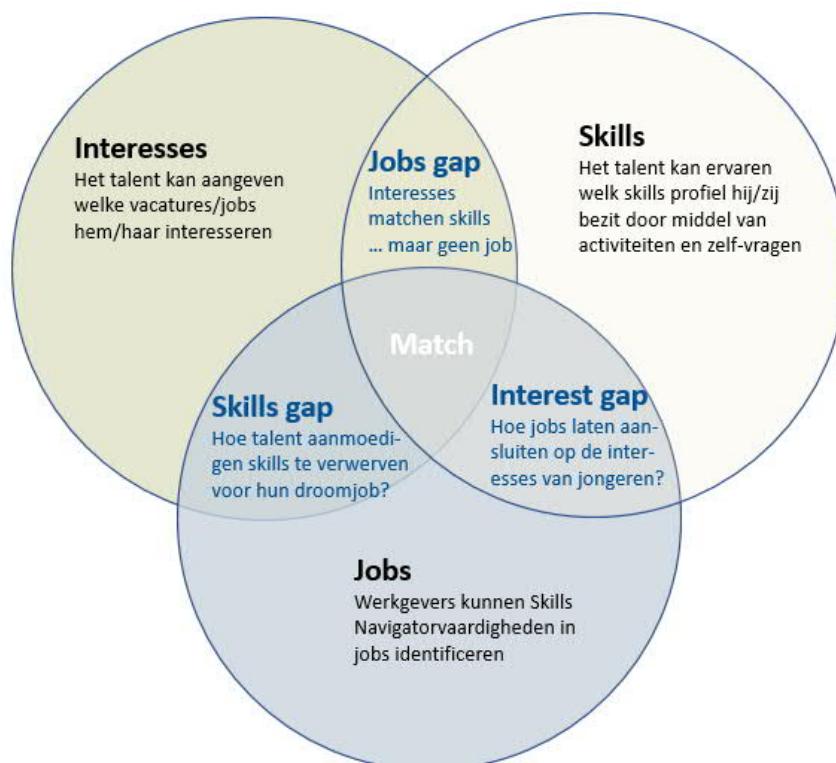 Interesses
Het talent kan aangeven
welke vacatures/jobs
hem/haar interesseren
Jobs gap
Interesses
matchen skills
... maar geen job
Skills
Het talent kan ervaren
welk skills profiel hij/zij
bezit door middel van
activiteiten en zelf-vragen
Match
Skills gap
Hoe talent aanmoedi-
gen skills te verwerven
voor hun droomjob?
Interest gap
Hoe jobs laten aan-
sluiten op de inter-
esses van jongeren?
Jobs
Werkgevers kunnen Skills
Navigatorvaardigheden in
jobs identificeren